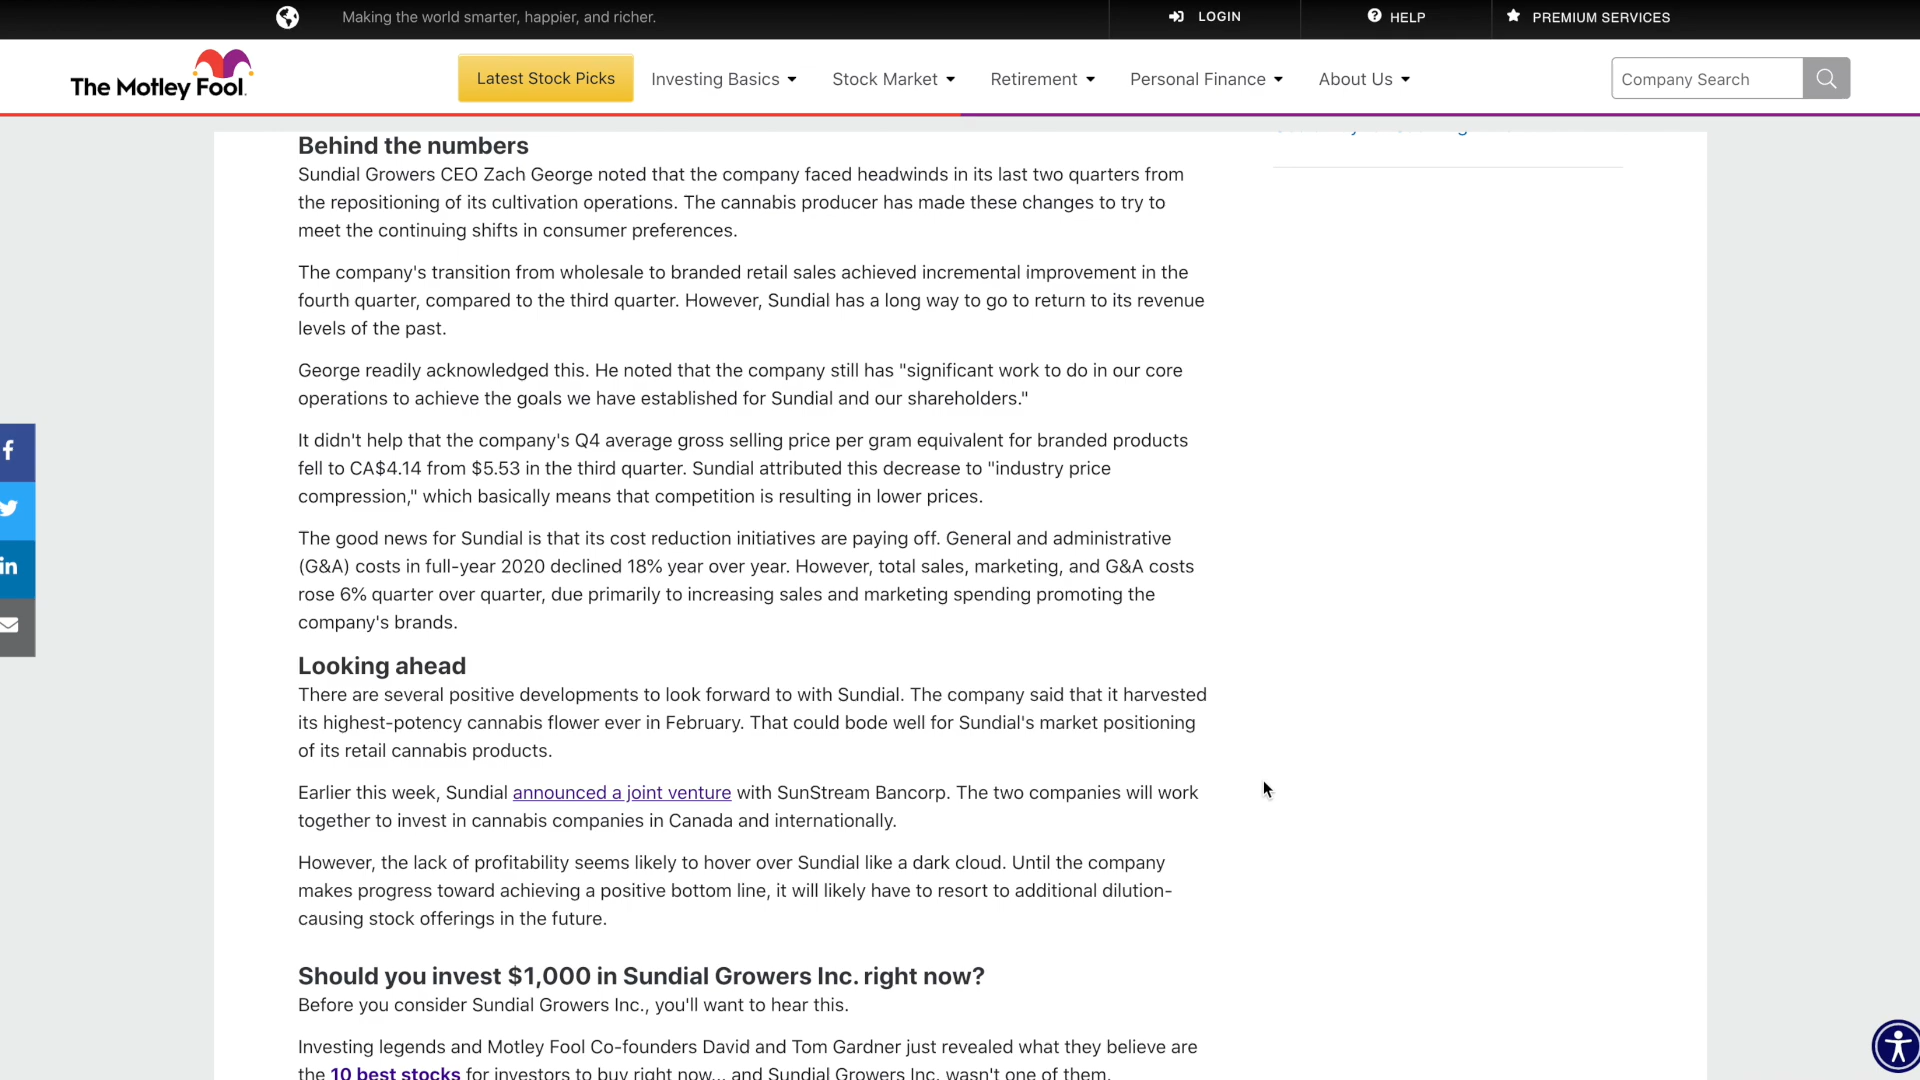 Making the world smarter, happier, and richer.
LOGIN
HELP
PREMIUM SERVICES
The Motley Fool.
Latest Stock Picks
Investing Basics
Stock Market
Retirement
Personal Finance
About Us
Company Search
Behind the numbers
Sundial Growers CEO Zach George noted that the company faced headwinds in its last two quarters from
the repositioning of its cultivation operations. The cannabis producer has made these changes to try to
meet the continuing shifts in consumer preferences.
The company's transition from wholesale to branded retail sales achieved incremental improvement in the
fourth quarter, compared to the third quarter. However, Sundial has a long way to go to return to its revenue
levels of the past.
George readily acknowledged this. He noted that the company still has "significant work to do in our core
operations to achieve the goals we have established for Sundial and our shareholders."
It didn't help that the company's Q4 average gross selling price per gram equivalent for branded products
fell to CA$4.14 from $5.53 in the third quarter. Sundial attributed this decrease to "industry price
compression," which basically means that competition is resulting in lower prices.
The good news for Sundial is that its cost reduction initiatives are paying off. General and administrative
(G&A) costs in full-year 2020 declined 18% year over year. However, total sales, marketing, and G&A costs
rose 6% quarter over quarter, due primarily to increasing sales and marketing spending promoting the
company's brands.
Looking ahead
There are several positive developments to look forward to with Sundial. The company said that it harvested
its highest-potency cannabis flower ever in February. That could bode well for Sundial's market positioning
of its retail cannabis products.
Earlier this week, Sundial announced a joint venture with SunStream Bancorp. The two companies will work
together to invest in cannabis companies in Canada and internationally.
However, the lack of profitability seems likely to hover over Sundial like a dark cloud. Until the company
makes progress toward achieving a positive bottom line, it will likely have to resort to additional dilution-
causing stock offerings in the future.
Should you invest $1,000 in Sundial Growers Inc. right now?
Before you consider Sundial Growers Inc., you'll want to hear this.
Investing legends and Motley Fool Co-founders David and Tom Gardner just revealed what they believe are
the 10 best stocks for investors to buy right now... and Sundial Growers Inc. wasn't one of them.